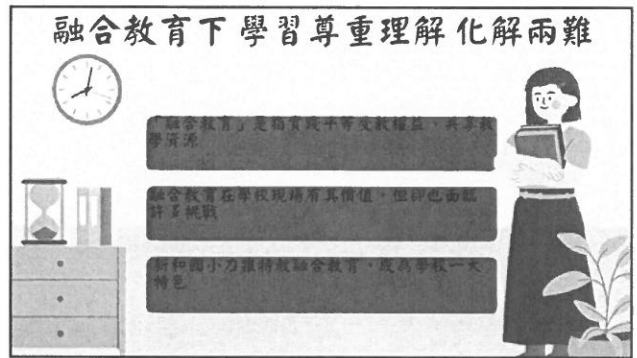 融合教育下 學習尊重理解 化解兩難
「融合教育」是指實踐平等受教權益、共享教
學資源
融合教育在學校現場有其價值,但卻也面臨
許多挑戰
新和國小力推特教融合教育,成為學校一大
特色